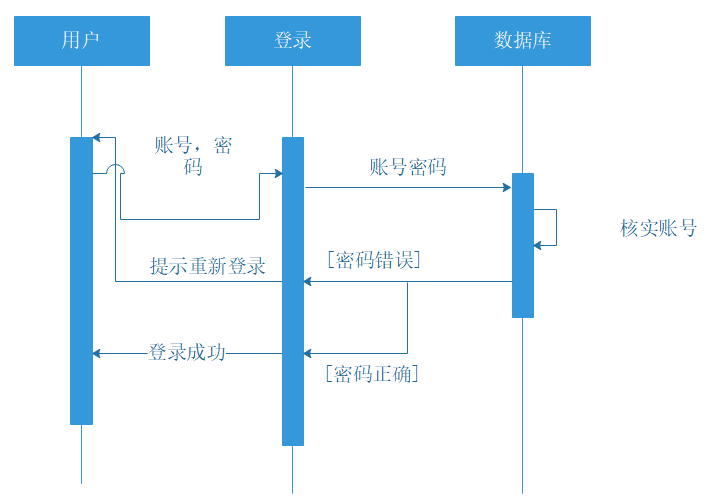 用户
登录
数据库
账号，密
码
账号密码
核实账号
[密码错误]
提示重新登录
登录成功
[密码正确]